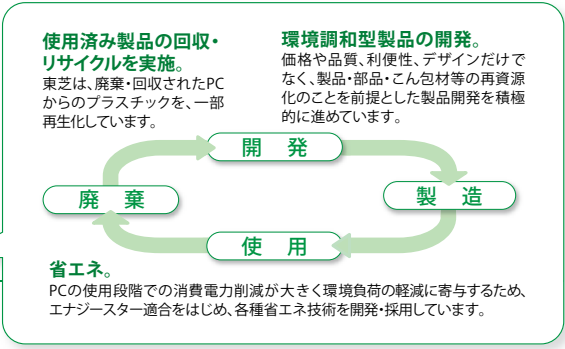 使用済み製品の回収・
リサイクルを実施。
東芝は、廃棄・回収されたPC
からのプラスチックを、一部
再生化しています。
環境調和型製品の開発。
価格や品質、利便性、デザインだけで
なく、製品・部品・こん包材等の再資源
化のことを前提とした製品開発を積極
的に進めています。
開 発
廃 棄
製 造
使 用
省エネ。
PCの使用段階での消費電力削減が大きく環境負荷の軽減に寄与するため、
エナジースター適合をはじめ、各種省エネ技術を開発・採用しています。